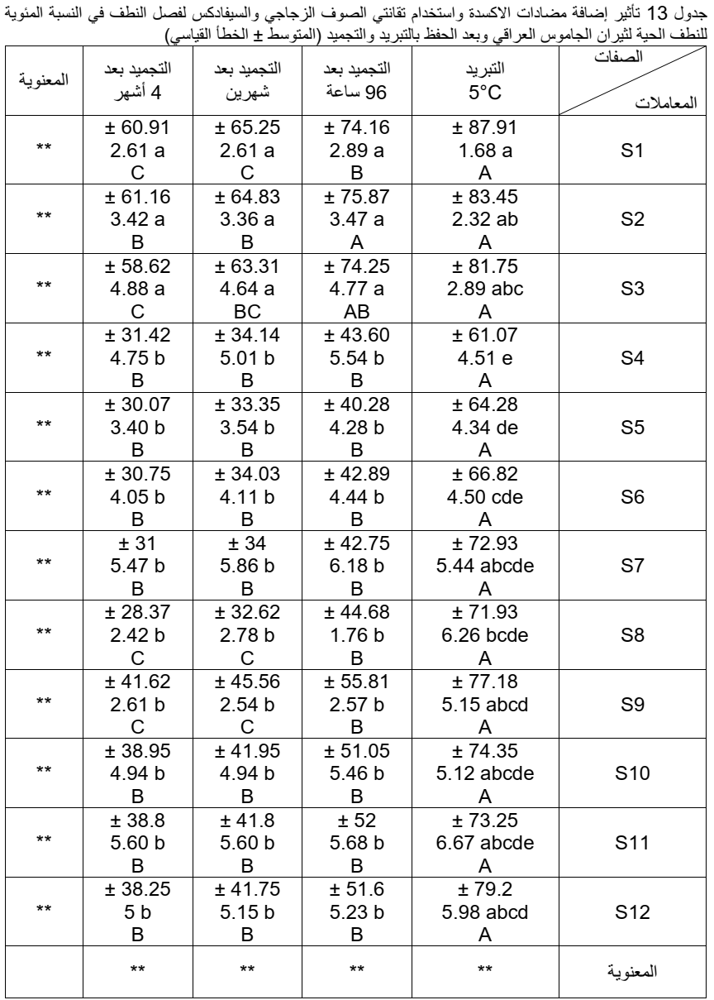 جدول 13 تأثير إضافة مضادات الاكسدة واستخدام تقانتي الصوف الزجاجي والسيفادكس لفصل النطف في النسبة المئوية
للنطف الحية لثيران الجاموس العراقي وبعد الحفظ بالتبريد والتجميد (المتوسط ± الخطأ القياسي)
الصفات
المعاملات
التبريد
5°C
التجميد بعد
96 ساعة
التجميد بعد
شهرين
التجميد بعد
4 أشهر
المعنوية
S1
87.91 ±
1.68 a
A
74.16 ±
2.89 a
B
65.25 ±
2.61 a
C
60.91 ±
2.61 a
C
**
S2
83.45 ±
2.32 ab
A
75.87 ±
3.47 a
A
64.83 ±
3.36 a
B
61.16 ±
3.42 a
B
**
S3
81.75 ±
2.89 abc
A
74.25 ±
4.77 a
AB
63.31 ±
4.64 a
BC
58.62 ±
4.88 a
C
**
S4
61.07 ±
4.51 e
A
43.60 ±
5.54 b
B
34.14 ±
5.01 b
B
31.42 ±
4.75 b
B
**
S5
64.28 ±
4.34 de
A
40.28 ±
4.28 b
B
33.35 ±
3.54 b
B
30.07 ±
3.40 b
B
**
S6
66.82 ±
4.50 cde
A
42.89 ±
4.44 b
B
34.03 ±
4.11 b
B
30.75 ±
4.05 b
B
**
S7
72.93 ±
5.44 abcde
A
42.75 ±
6.18 b
B
34 ±
5.86 b
B
31 ±
5.47 b
B
**
S8
71.93 ±
6.26 bcde
A
44.68 ±
1.76 b
B
32.62 ±
2.78 b
C
28.37 ±
2.42 b
C
**
S9
77.18 ±
5.15 abcd
A
55.81 ±
2.57 b
B
45.56 ±
2.54 b
C
41.62 ±
2.61 b
C
**
S10
74.35 ±
5.12 abcde
A
51.05 ±
5.46 b
B
41.95 ±
4.94 b
B
38.95 ±
4.94 b
B
**
S11
73.25 ±
6.67 abcde
A
52 ±
5.68 b
B
41.8 ±
5.60 b
B
38.8 ±
5.60 b
B
**
S12
79.2 ±
5.98 abcd
A
51.6 ±
5.23 b
B
41.75 ±
5.15 b
B
38.25 ±
5 b
B
**
المعنوية
**
**
**
**